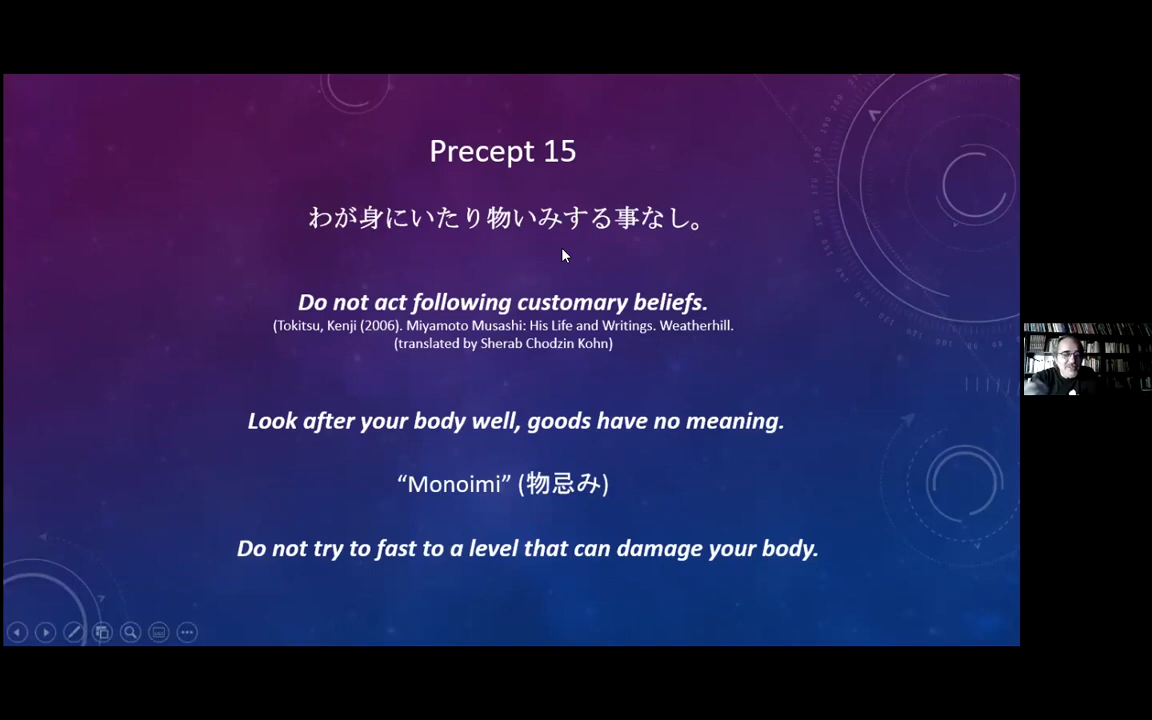 Precept 15
わが身にいたり物いみする事なし。
Do not act following customary beliefs.
(Tokitsu, Kenji (2006). Miyamoto Musashi: His Life and Writings. Weatherhill.
(translated by Sherab Chodzin Kohn)
Look after your body well, goods have no meaning.
“Monoimi” (物忌み)
Do not try to fast to a level that can damage your body.